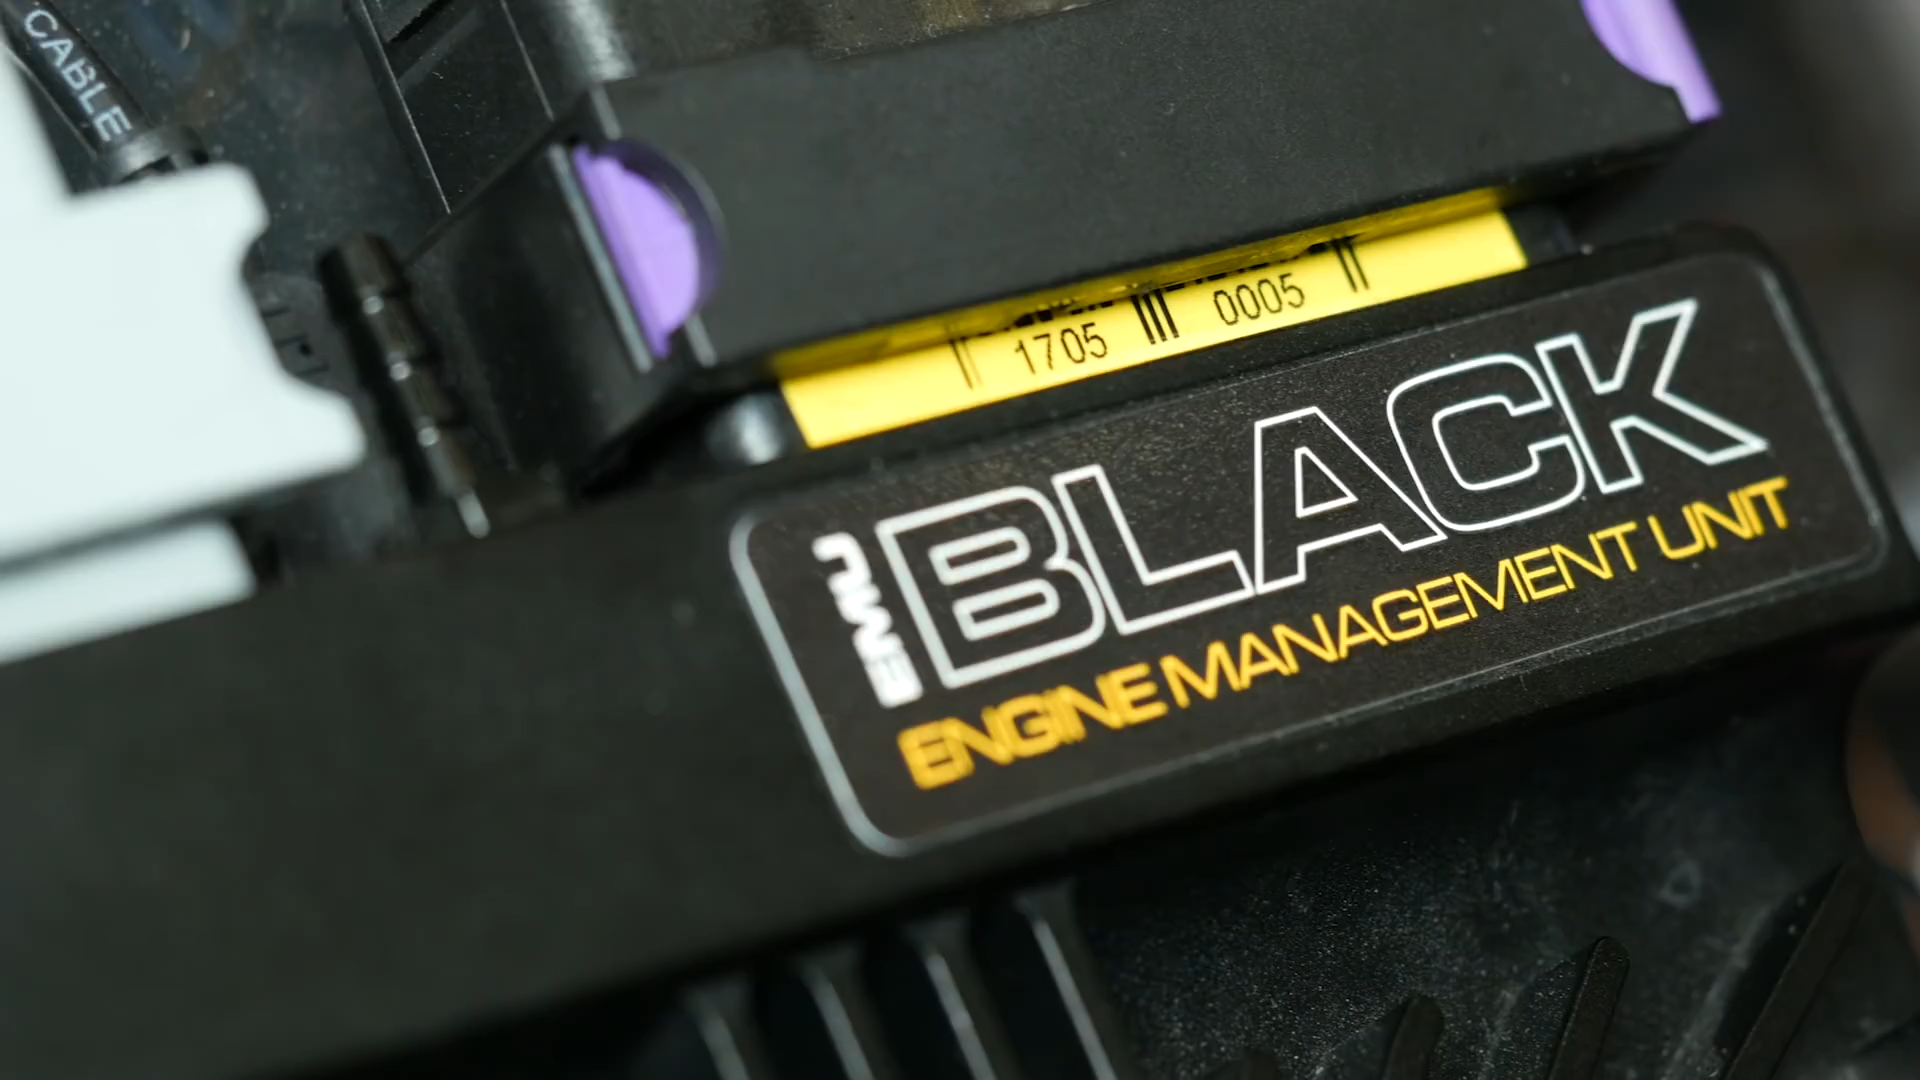 CABLE
1705 0005
EMU BLACK
ENGINE MANAGEMENT UNIT